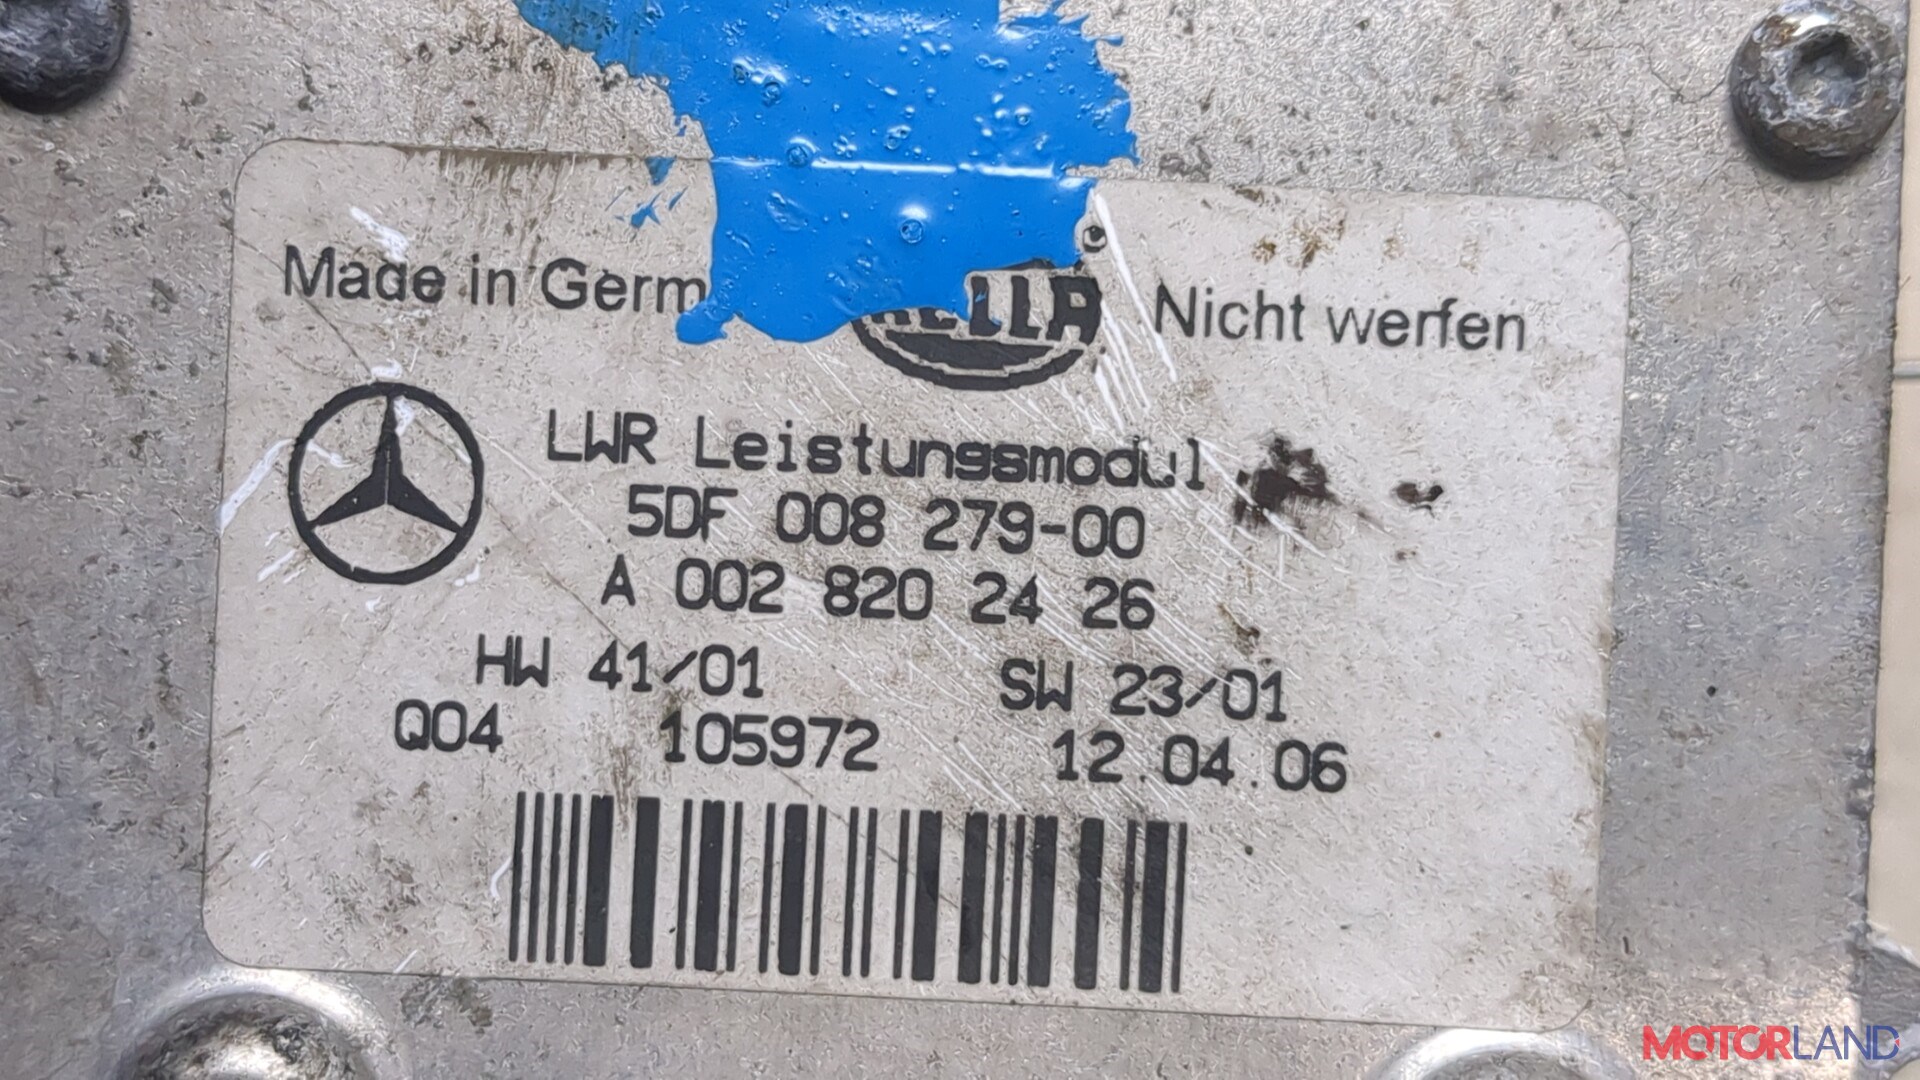 Made in Germ
HELLA
Nicht werfen
LWR Leistungsmodul
5DF 008 279-00
A 002 820 24 26
HW 41/01 SW 23/01
Q04 105972 12.04.06
MOTORLAND